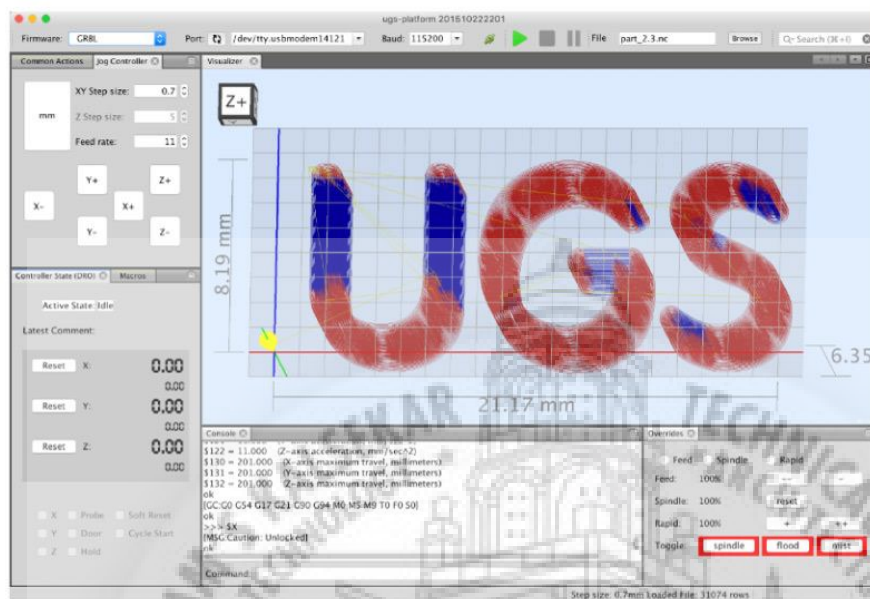 ugs-platform 201610222201
Firmware: GRBL Port: /dev/tty.usbmodem14121 Baud: 115200 File part_2.3.nc Browse Search (⌘+I)
Common Actions Jog Controller Visualizer
mm
XY Step size: 0.7
Z Step size: 5
Feed rate: 11
Y+ Z+
X- X+
Y- Z-
Z+
UGS
8.19 mm
21.17 mm
6.35
Controller State (DRO) Macros
Active State: Idle
Latest Comment:
Reset X: 0.00
0.00
Reset Y: 0.00
0.00
Reset Z: 0.00
0.00
X Probe Soft Reset
Y Door Cycle Start
Z Hold
Console
$122 = 11.000 (Z-axis acceleration, mm/sec^2)
$130 = 201.000 (X-axis maximum travel, millimeters)
$131 = 201.000 (Y-axis maximum travel, millimeters)
$132 = 201.000 (Z-axis maximum travel, millimeters)
ok
[GC:G0 G54 G17 G21 G90 G94 M0 M5 M9 T0 F0 S0]
ok
>>> $X
[MSG:Caution: Unlocked]
ok
Command:
Overrides
Feed Spindle Rapid
Feed: 100% -- -
Spindle: 100% reset
Rapid: 100% + ++
Toggle: spindle flood mist
Step size: 0.7mm Loaded File: 31074 rows
SEKAR
TECHNICAL